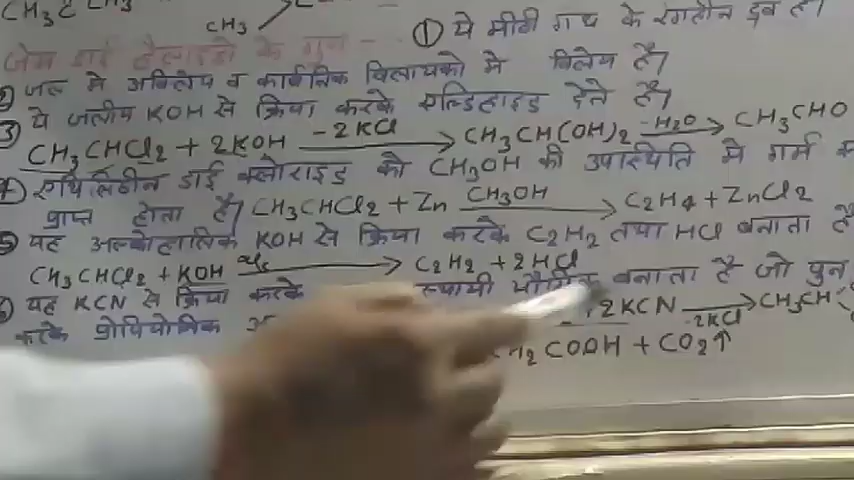 CH3
CH3
① ये मीठी गंध के रंगहीन द्रव है।
जेम डाई हैलाइडो के गुण --
② जल मे अविलेय व कार्बनिक विलायको मे विलेय है।
③ ये जलीय KOH से क्रिया करके एल्डिहाइड देते है।
CH3CHCl2 + 2KOH -2KCl → CH3CH(OH)2 -H2O → CH3CHO
④ एथिलिडीन डाई क्लोराइड को CH3OH की उपस्थिति मे गर्म
प्राप्त होता है। CH3CHCl2 + Zn CH3OH → C2H4 + ZnCl2
⑤ यह अल्कोहालिक KOH से क्रिया करके C2H2 तथा HCl बनाता है
CH3CHCl2 + KOH alc → C2H2 + 2HCl
⑥ यह KCN से क्रिया करके स्थायी यौगिक बनाता है जो पुन
2KCN -2KCl → CH3CH
करके प्रोपियोनिक
H2COOH + CO2↑